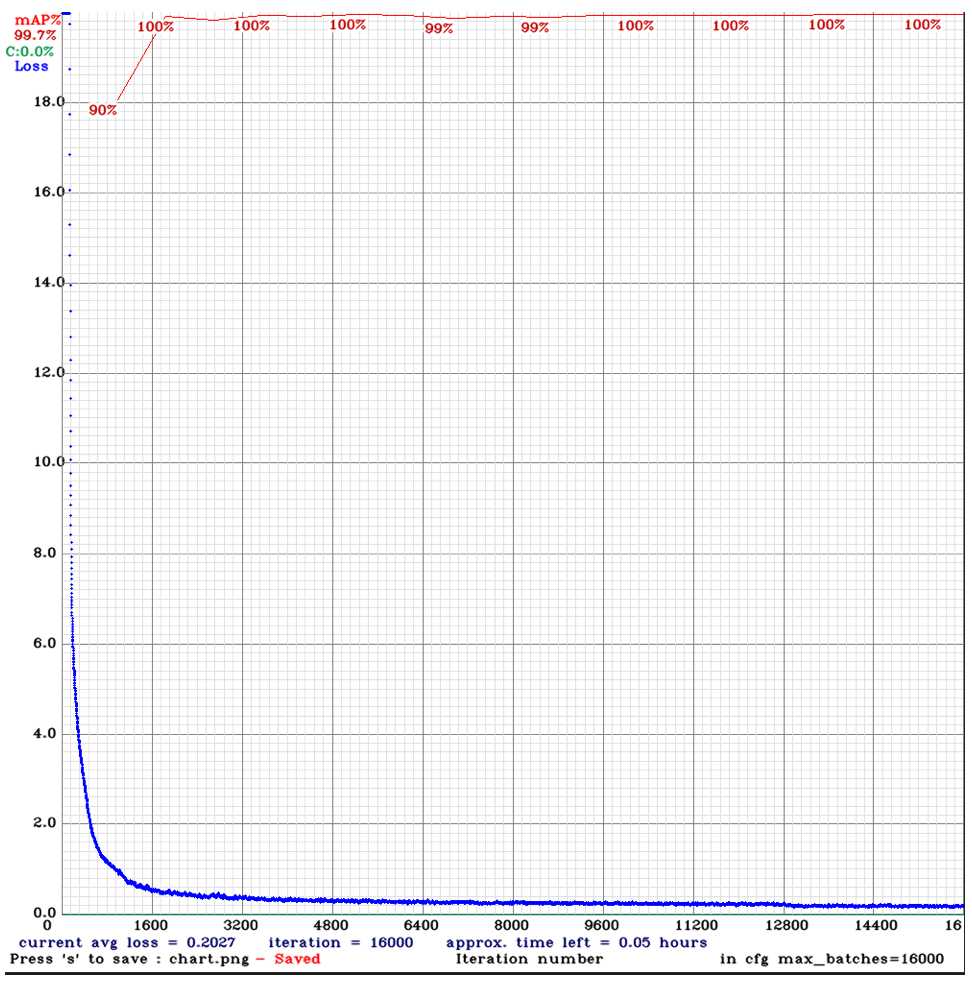 mAP%
99.7%
C:0.0%
Loss
100% 100% 100% 99% 99% 100% 100% 100% 100%
90%
18.0
16.0
14.0
12.0
10.0
8.0
6.0
4.0
2.0
0.0
0 1600 3200 4800 6400 8000 9600 11200 12800 14400 16
current avg loss = 0.2027 iteration = 16000 approx. time left = 0.05 hours
Press 's' to save : chart.png - Saved Iteration number in cfg max_batches=16000